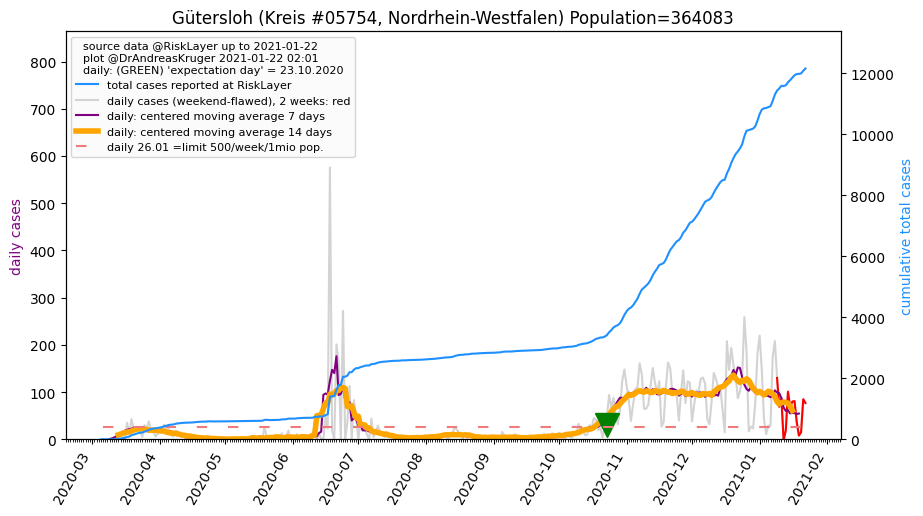 Gütersloh (Kreis #05754, Nordrhein-Westfalen) Population=364083
source data @RiskLayer up to 2021-01-22
plot @DrAndreasKruger 2021-01-22 02:01
daily: (GREEN) 'expectation day' = 23.10.2020
total cases reported at RiskLayer
daily cases (weekend-flawed), 2 weeks: red
daily: centered moving average 7 days
daily: centered moving average 14 days
daily 26.01 =limit 500/week/1mio pop.
daily cases
800
700
600
500
400
300
200
100
0
12000
10000
8000
6000
4000
2000
0
cumulative total cases
2020-03
2020-04
2020-05
2020-06
2020-07
2020-08
2020-09
2020-10
2020-11
2020-12
2021-01
2021-02